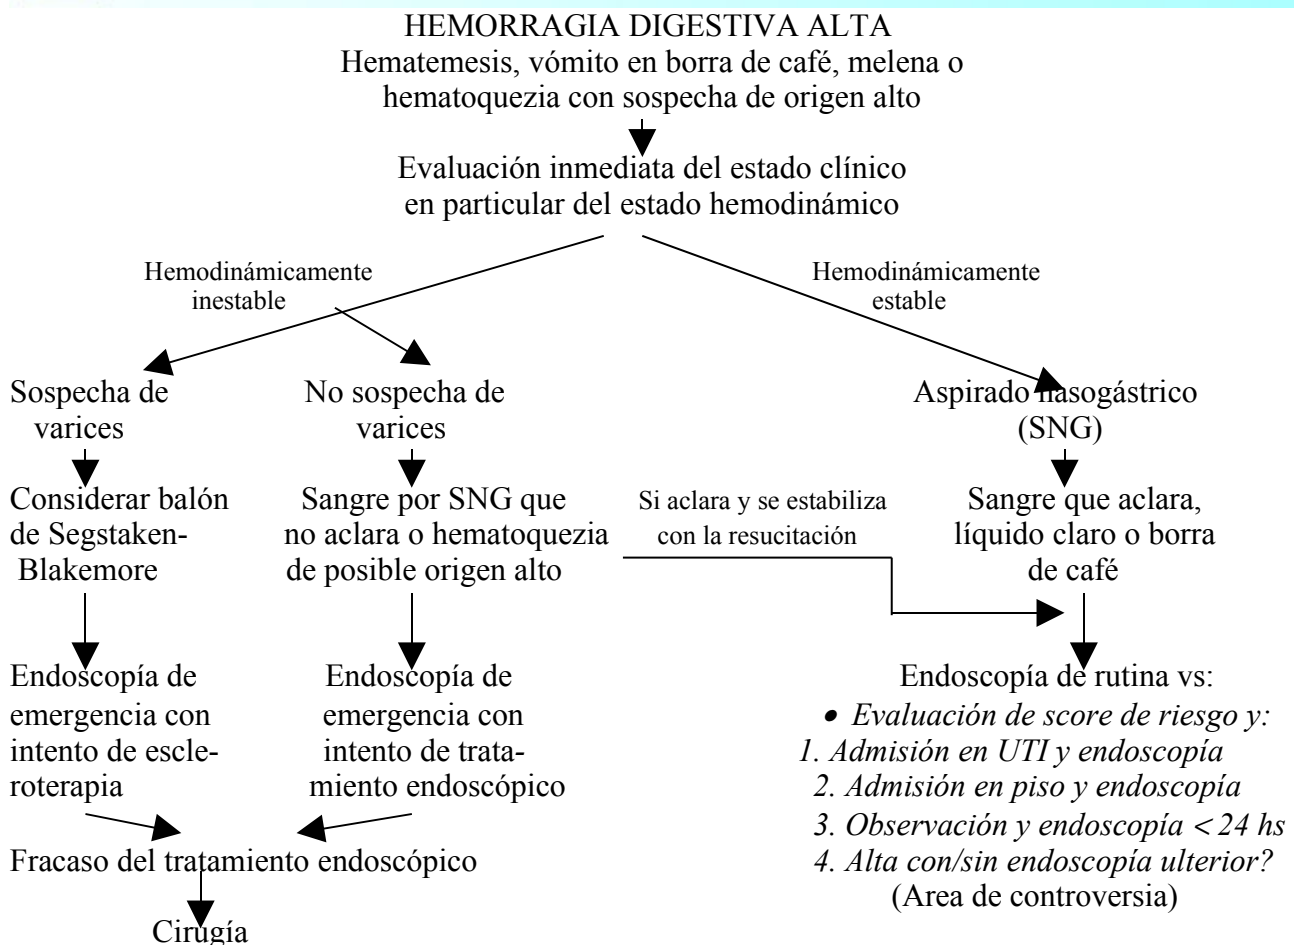 HEMORRAGIA DIGESTIVA ALTA
Hematemesis, vómito en borra de café, melena o
hematoquezia con sospecha de origen alto
Evaluación inmediata del estado clínico
en particular del estado hemodinámico
Hemodinámicamente
inestable
Hemodinámicamente
estable
Sospecha de
varices
No sospecha de
varices
Aspirado nasogástrico
(SNG)
Considerar balón
de Segstaken-
Blakemore
Sangre por SNG que
no aclara o hematoquezia
de posible origen alto
Si aclara y se estabiliza
con la resucitación
Sangre que aclara,
líquido claro o borra
de café
Endoscopía de
emergencia con
intento de escle-
roterapia
Endoscopía de
emergencia con
intento de trata-
miento endoscópico
Endoscopía de rutina vs:
• Evaluación de score de riesgo y:
1. Admisión en UTI y endoscopía
2. Admisión en piso y endoscopía
3. Observación y endoscopía < 24 hs
4. Alta con/sin endoscopía ulterior?
(Area de controversia)
Fracaso del tratamiento endoscópico
Cirugía